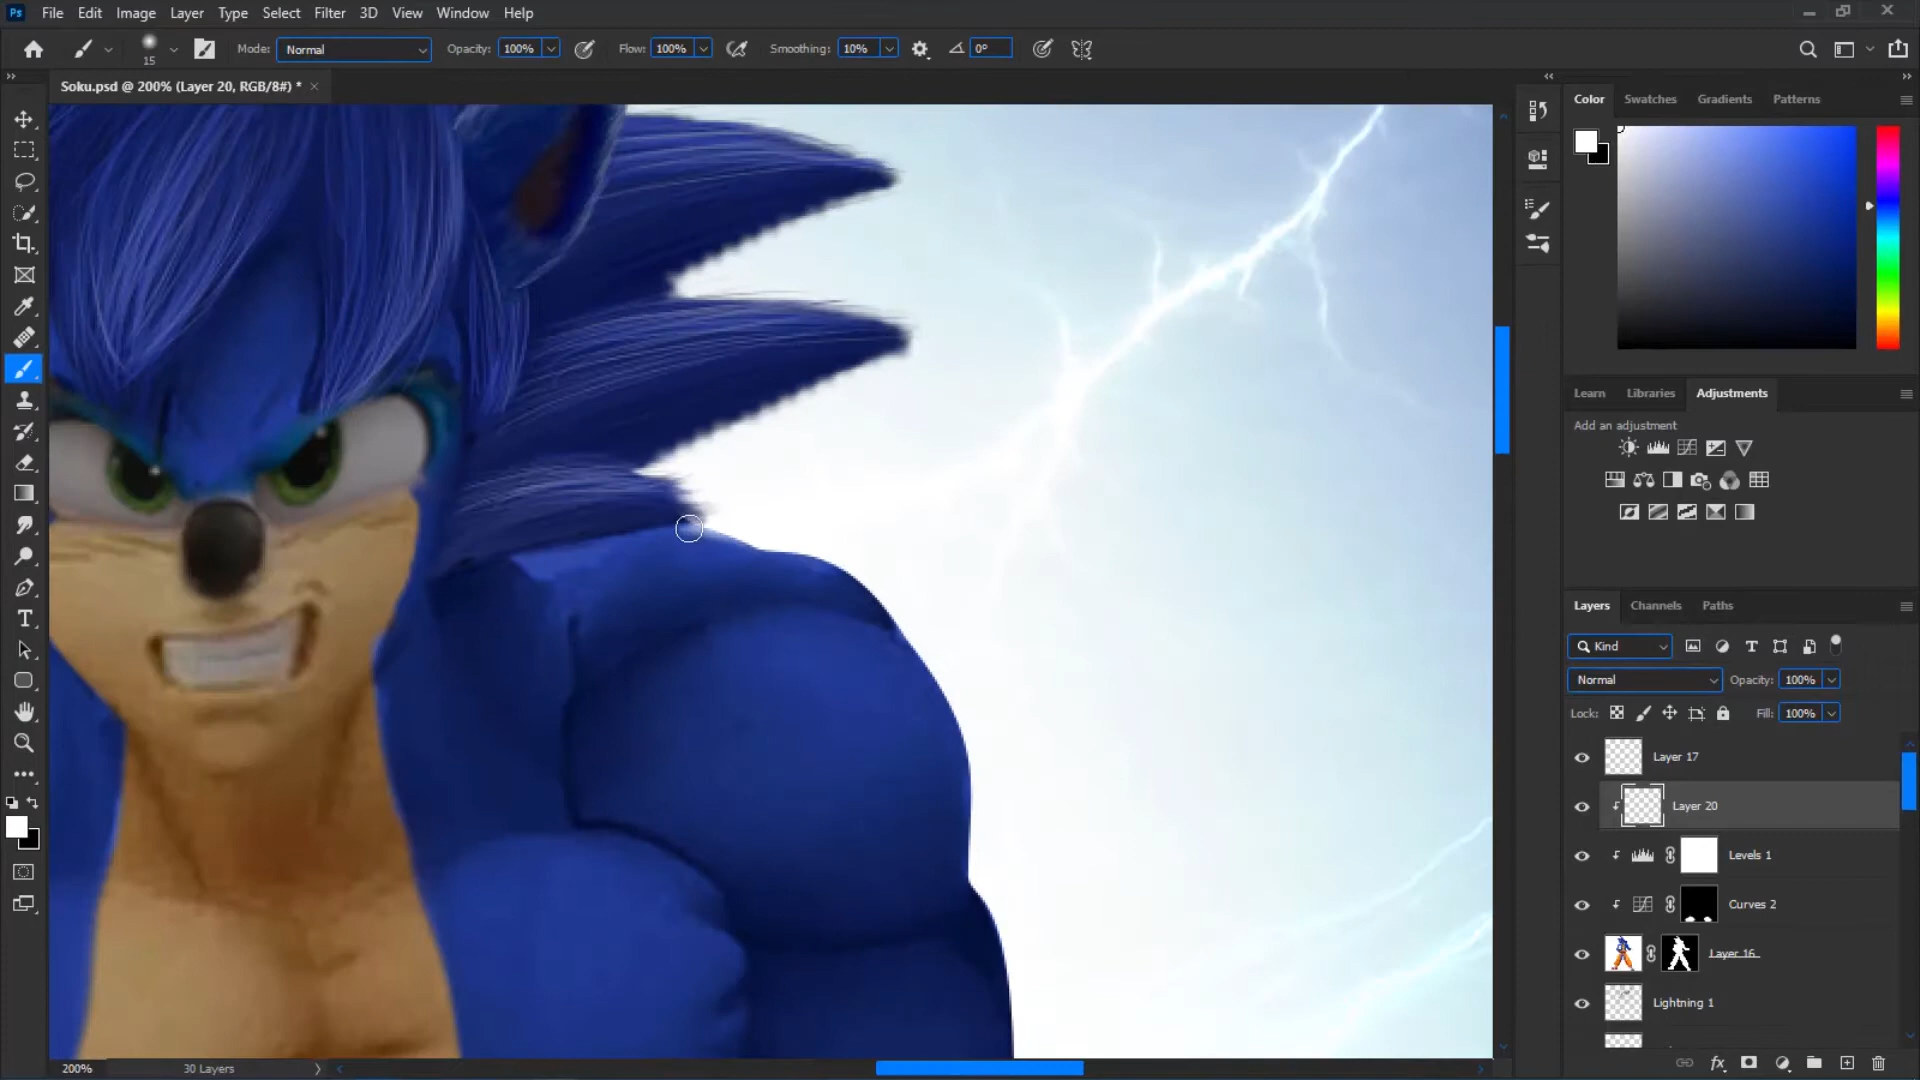 Ps File Edit Image Layer Type Select Filter 3D View Window Help
15 Mode: Normal Opacity: 100% Flow: 100% Smoothing: 10% 0°
Soku.psd @ 200% (Layer 20, RGB/8#) * ×
Color Swatches Gradients Patterns
Learn Libraries Adjustments
Add an adjustment
Layers Channels Paths
Kind
Normal Opacity: 100%
Lock: Fill: 100%
Layer 17
Layer 20
Levels 1
Curves 2
Layer 16
Lightning 1
200% 30 Layers